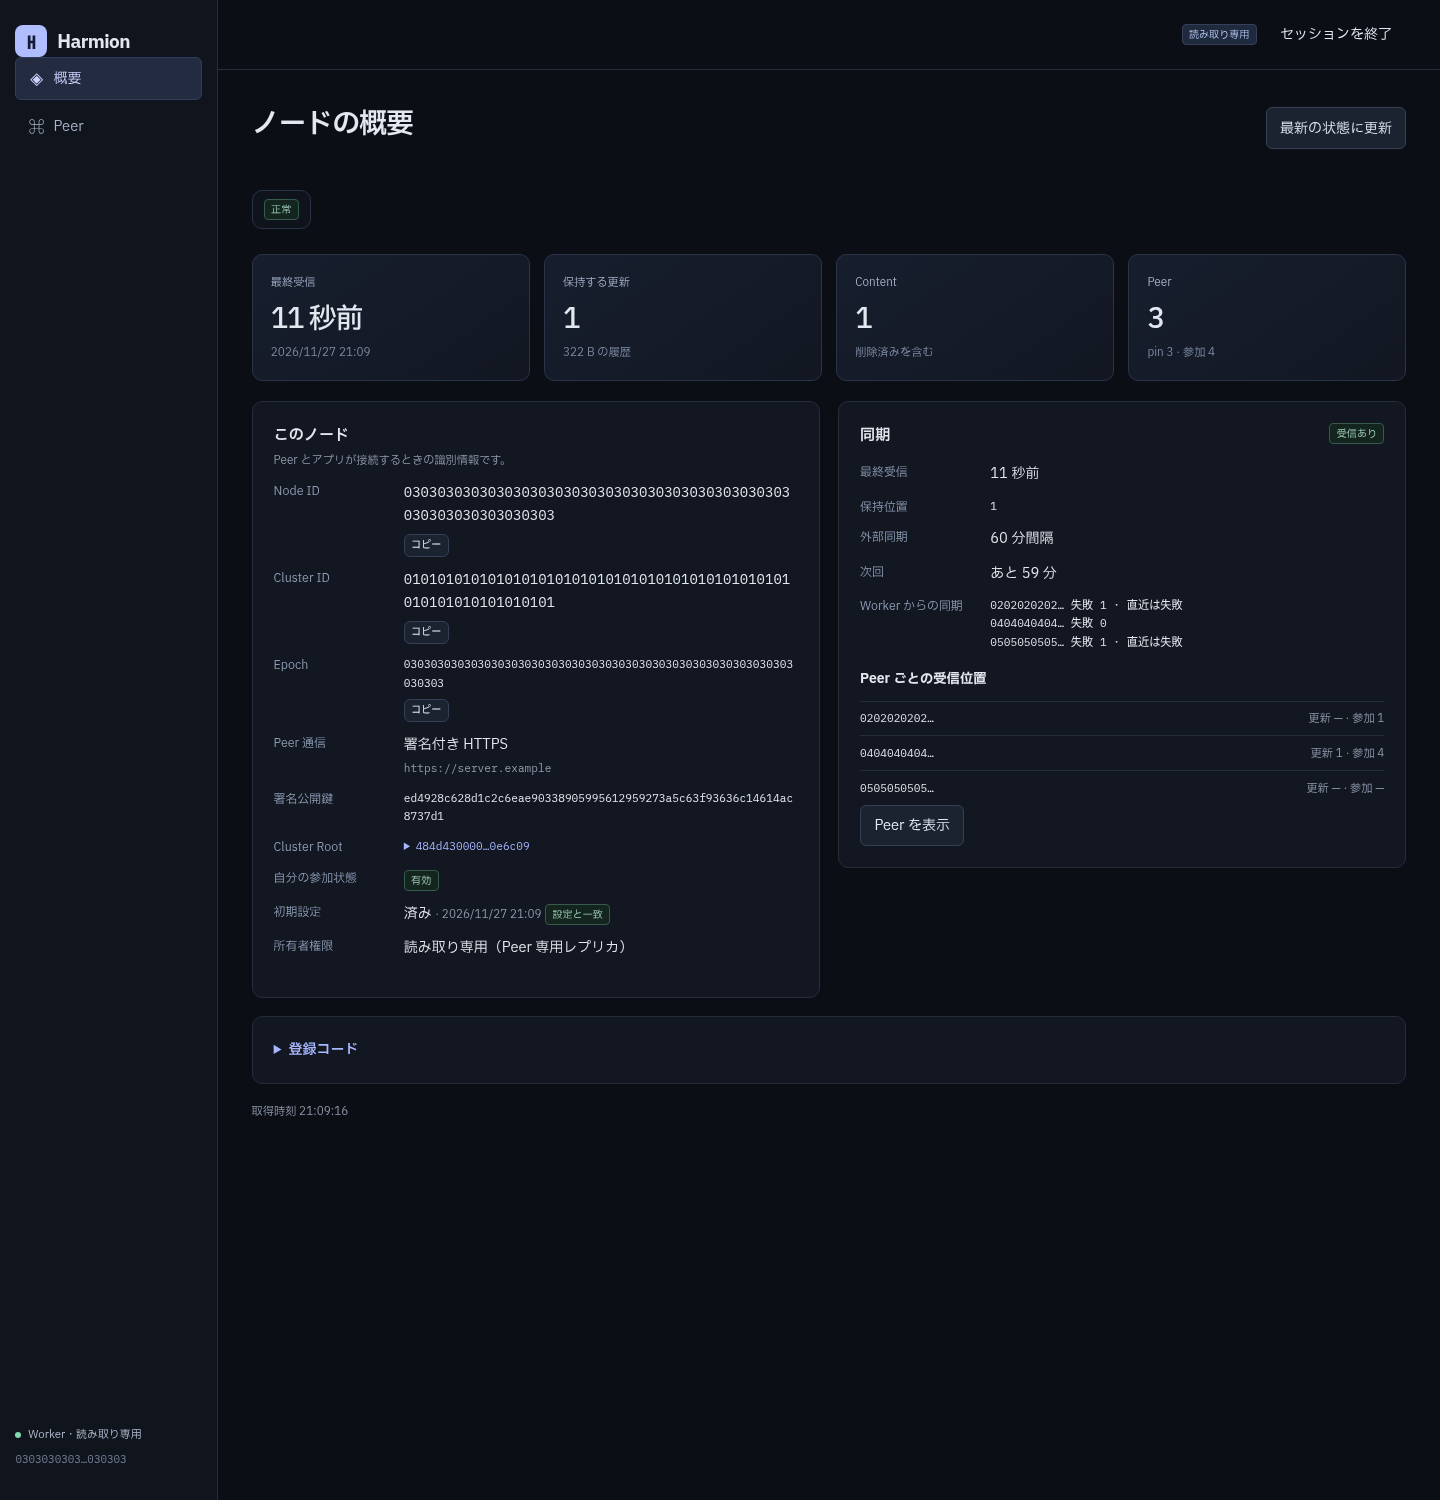 H Harmion
◈ 概要
⌘ Peer
読み取り専用 セッションを終了
ノードの概要
最新の状態に更新
正常
最終受信
11 秒前
2026/11/27 21:09
保持する更新
1
322 B の履歴
Content
1
削除済みを含む
Peer
3
pin 3 · 参加 4
このノード
Peer とアプリが接続するときの識別情報です。
Node ID
0303030303030303030303030303030303030303030303
030303030303030303
コピー
Cluster ID
0101010101010101010101010101010101010101010101
010101010101010101
コピー
Epoch
0303030303030303030303030303030303030303030303030303030303
030303
コピー
Peer 通信
署名付き HTTPS
https://server.example
署名公開鍵
ed4928c628d1c2c6eae90338905995612959273a5c63f93636c14614ac
8737d1
Cluster Root
▶ 484d430000…0e6c09
自分の参加状態
有効
初期設定
済み · 2026/11/27 21:09 設定と一致
所有者権限
読み取り専用（Peer 専用レプリカ）
同期
受信あり
最終受信
11 秒前
保持位置
1
外部同期
60 分間隔
次回
あと 59 分
Worker からの同期
0202020202… 失敗 1 · 直近は失敗
0404040404… 失敗 0
0505050505… 失敗 1 · 直近は失敗
Peer ごとの受信位置
0202020202… 更新 — · 参加 1
0404040404… 更新 1 · 参加 4
0505050505… 更新 — · 参加 —
Peer を表示
▶ 登録コード
取得時刻 21:09:16
Worker · 読み取り専用
0303030303…030303